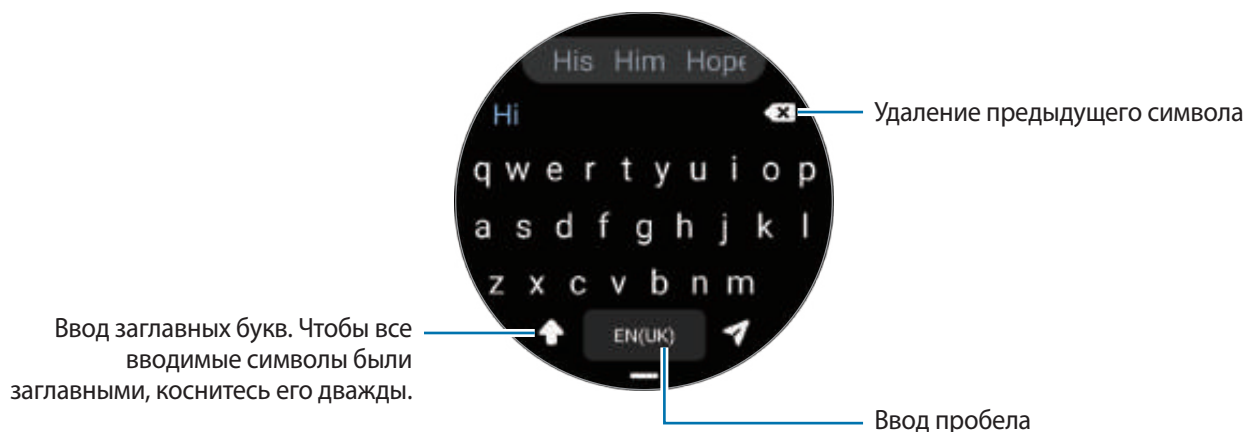 His Him Hope
Hi
Удаление предыдущего символа
q w e r t y u i o p
a s d f g h j k l
z x c v b n m
Ввод заглавных букв. Чтобы все
вводимые символы были
заглавными, коснитесь его дважды.
EN(UK)
Ввод пробела